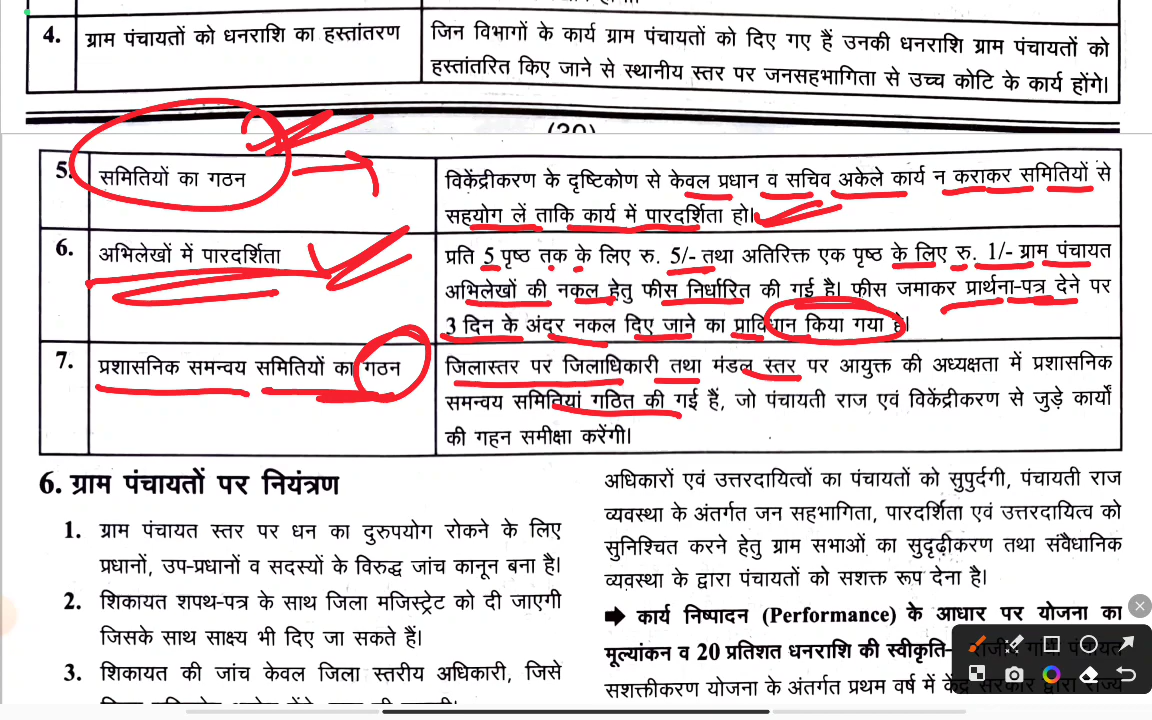 4. ग्राम पंचायतों को धनराशि का हस्तांतरण
जिन विभागों के कार्य ग्राम पंचायतों को दिए गए हैं उनकी धनराशि ग्राम पंचायतों को
हस्तांतरित किए जाने से स्थानीय स्तर पर जनसहभागिता से उच्च कोटि के कार्य होंगे।
5. समितियों का गठन
विकेंद्रीकरण के दृष्टिकोण से केवल प्रधान व सचिव अकेले कार्य न कराकर समितियों से
सहयोग लें ताकि कार्य में पारदर्शिता हो।
6. अभिलेखों में पारदर्शिता
प्रति 5 पृष्ठ तक के लिए रु. 5/- तथा अतिरिक्त एक पृष्ठ के लिए रु. 1/- ग्राम पंचायत
अभिलेखों की नकल हेतु फीस निर्धारित की गई है। फीस जमाकर प्रार्थना-पत्र देने पर
3 दिन के अंदर नकल दिए जाने का प्राविधान किया गया है।
7. प्रशासनिक समन्वय समितियों का गठन
जिलास्तर पर जिलाधिकारी तथा मंडल स्तर पर आयुक्त की अध्यक्षता में प्रशासनिक
समन्वय समितियां गठित की गई हैं, जो पंचायती राज एवं विकेंद्रीकरण से जुड़े कार्यों
की गहन समीक्षा करेंगी।
6. ग्राम पंचायतों पर नियंत्रण
1. ग्राम पंचायत स्तर पर धन का दुरुपयोग रोकने के लिए
प्रधानों, उप-प्रधानों व सदस्यों के विरुद्ध जांच कानून बना है।
2. शिकायत शपथ-पत्र के साथ जिला मजिस्ट्रेट को दी जाएगी
जिसके साथ साक्ष्य भी दिए जा सकते हैं।
3. शिकायत की जांच केवल जिला स्तरीय अधिकारी, जिसे
अधिकारों एवं उत्तरदायित्वों का पंचायतों को सुपुर्दगी, पंचायती राज
व्यवस्था के अंतर्गत जन सहभागिता, पारदर्शिता एवं उत्तरदायित्व को
सुनिश्चित करने हेतु ग्राम सभाओं का सुदृढ़ीकरण तथा संवैधानिक
व्यवस्था के द्वारा पंचायतों को सशक्त रूप देना है।
➡ कार्य निष्पादन (Performance) के आधार पर योजना का
मूल्यांकन व 20 प्रतिशत धनराशि की स्वीकृति-
सशक्तीकरण योजना के अंतर्गत प्रथम वर्ष में